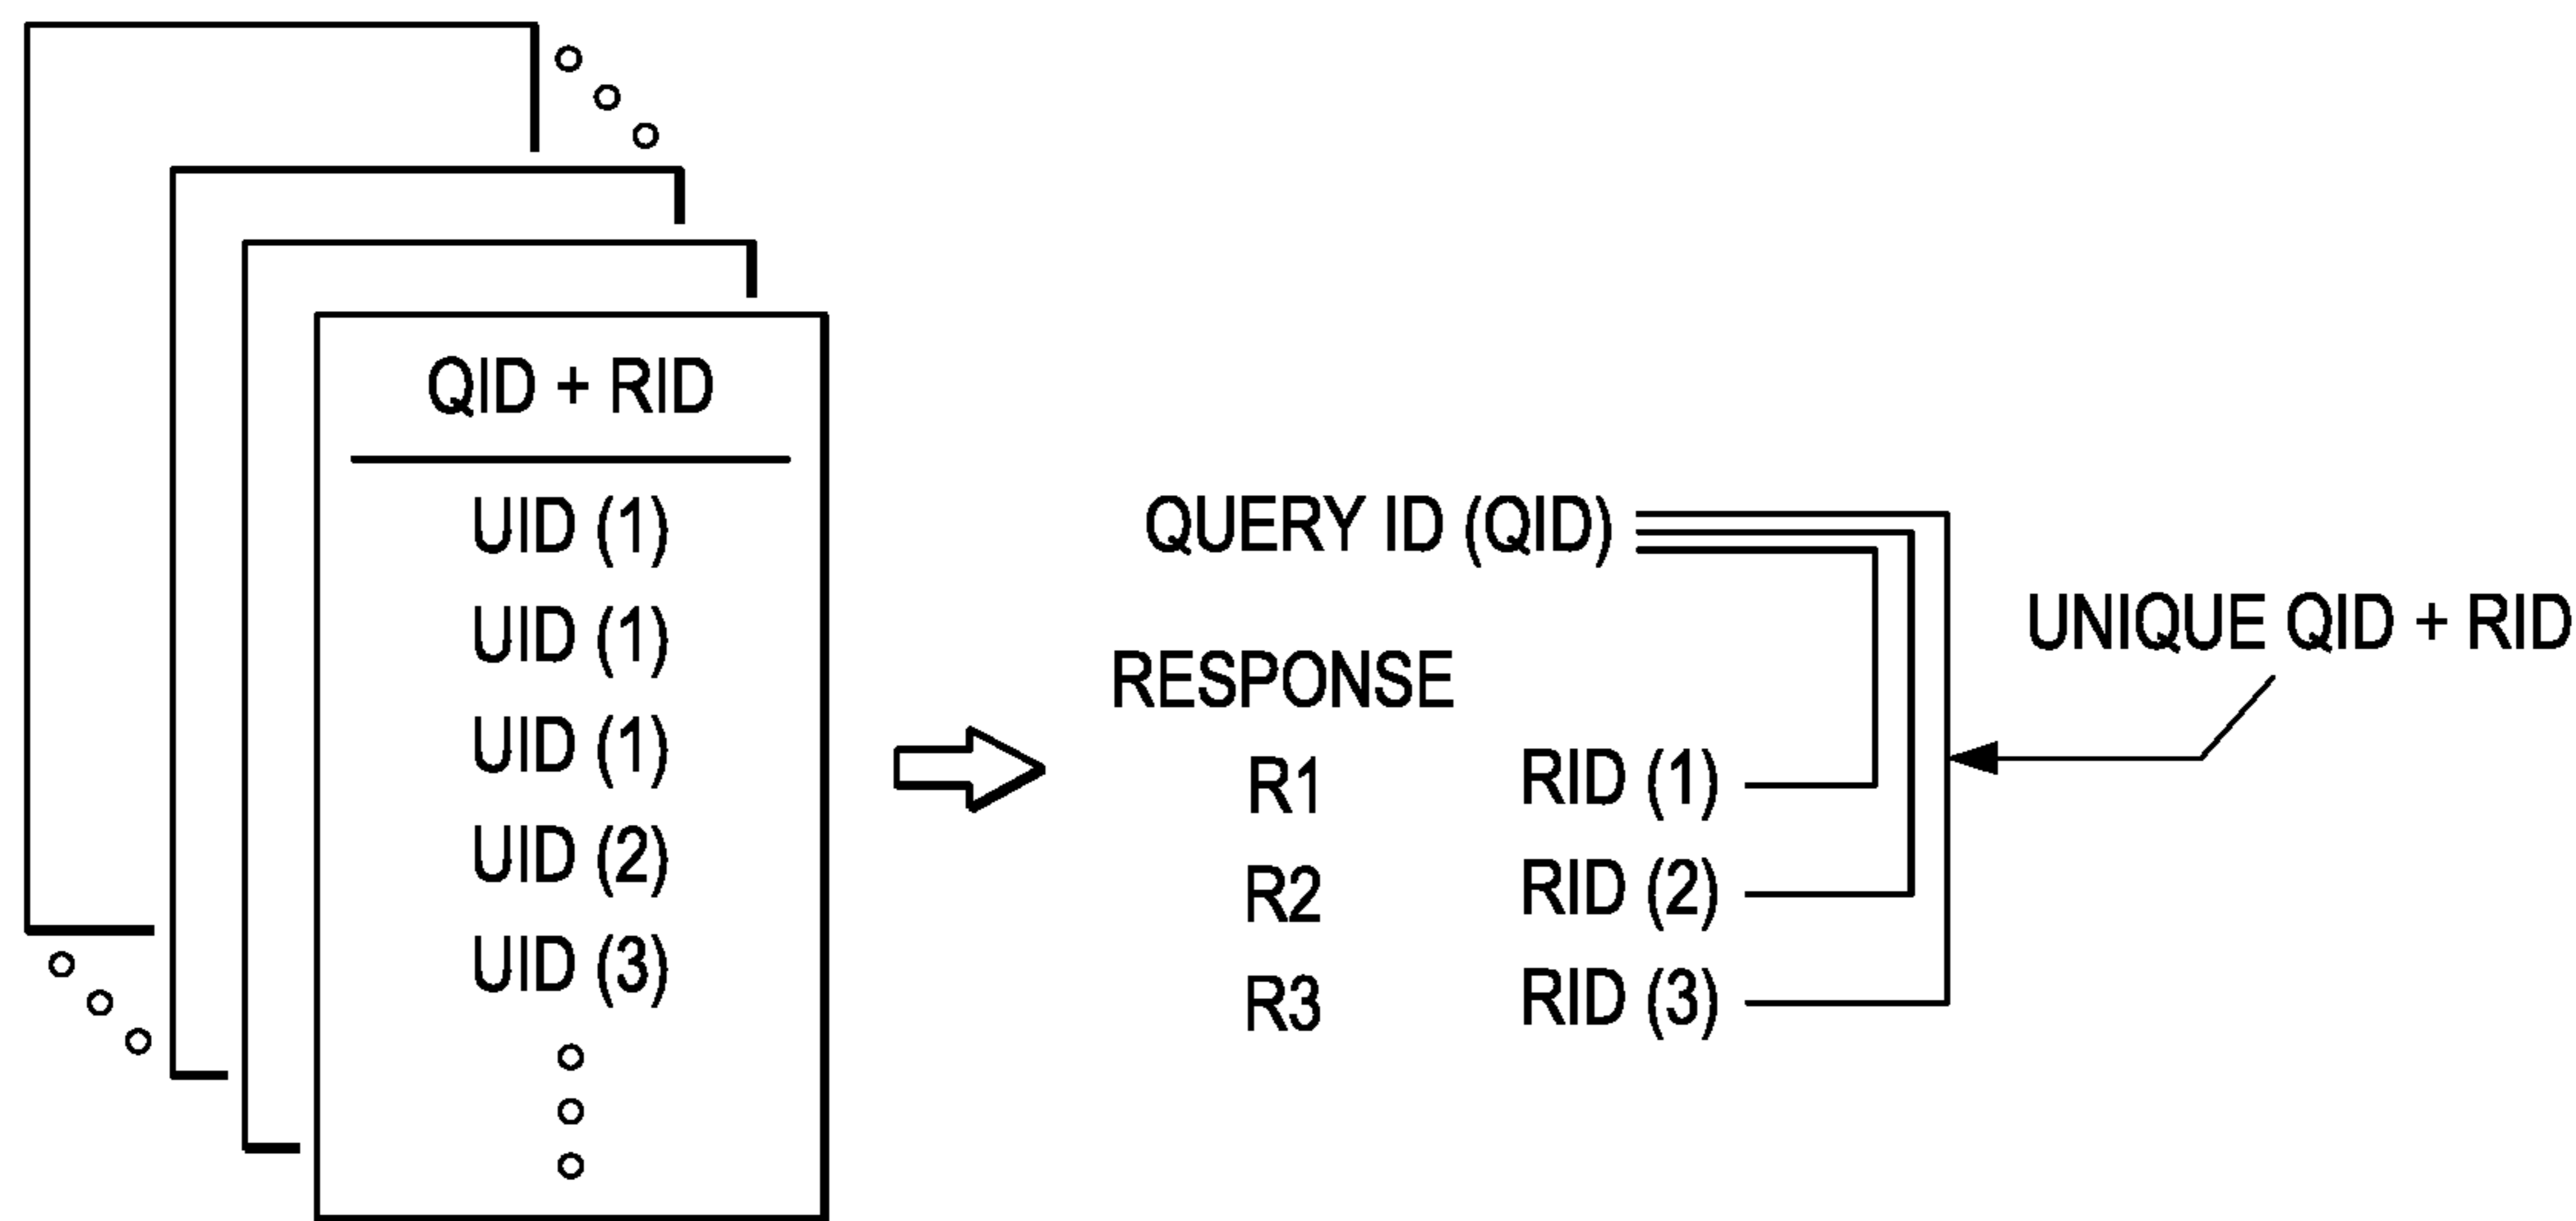 QID + RID
UID (1)
UID (1)
UID (1)
UID (2)
UID (3)
QUERY ID (QID)
RESPONSE
R1 RID (1)
R2 RID (2)
R3 RID (3)
UNIQUE QID + RID